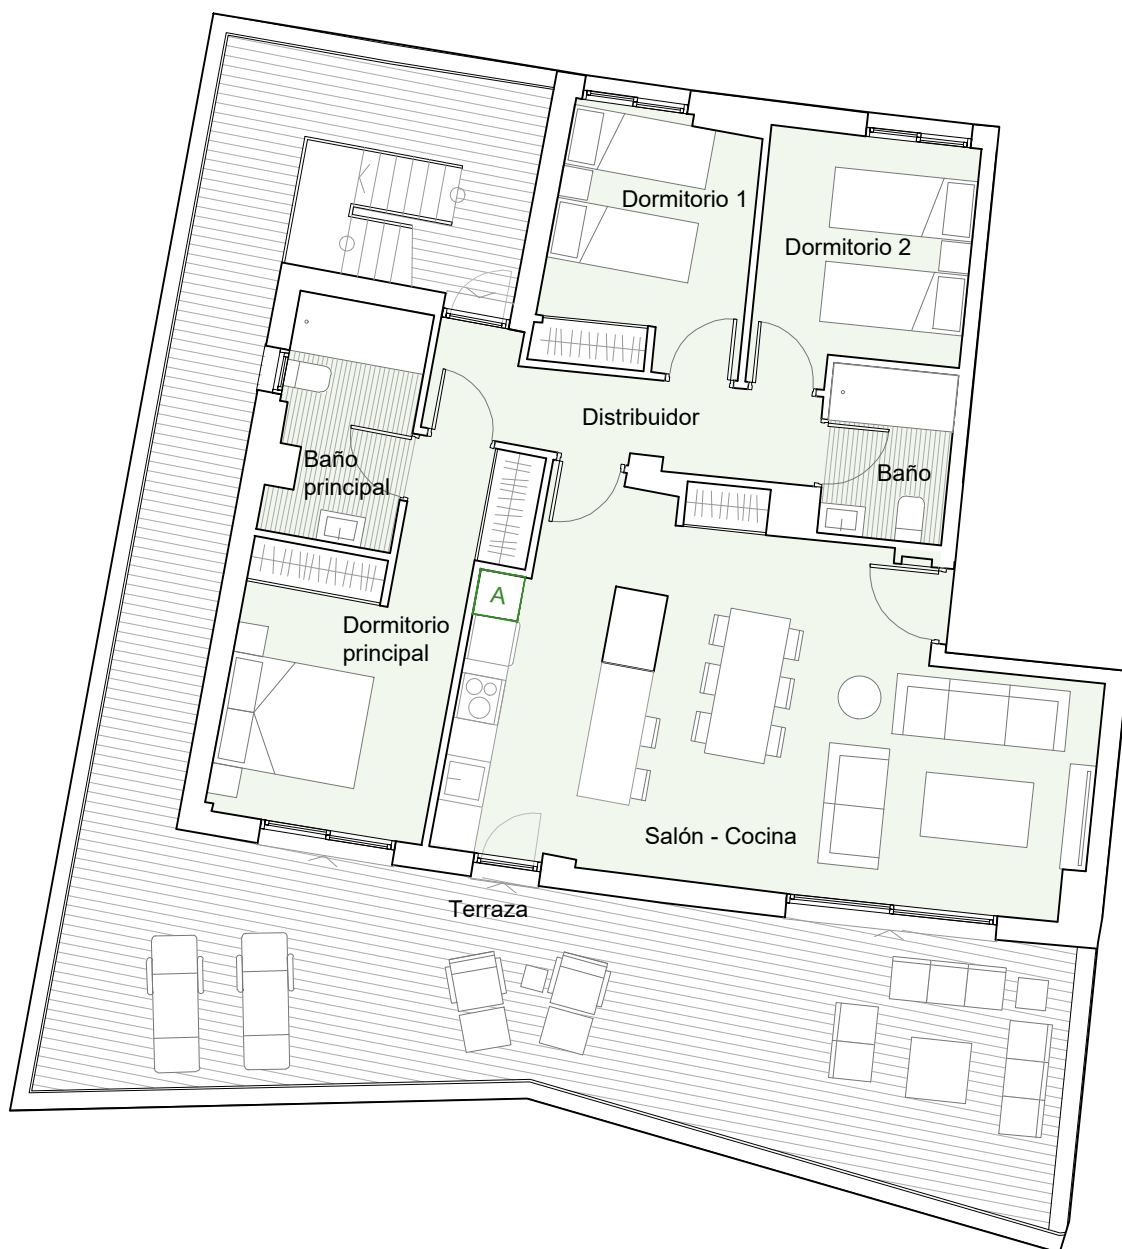 Dormitorio 1
Dormitorio 2
Distribuidor
Baño
principal
Baño
A
Dormitorio
principal
Salón - Cocina
Terraza